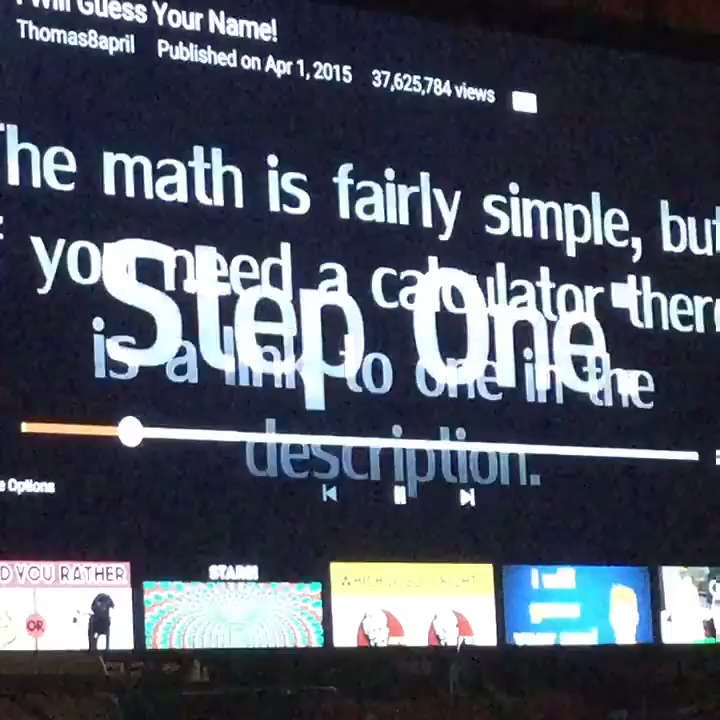 Will Guess Your Name!
Thomas8april Published on Apr 1, 2015 37,625,784 views
The math is fairly simple, but
you need a calculator there
Step One
is a link to one in the
description.
Options
D YOU RATHER
OR
STARE